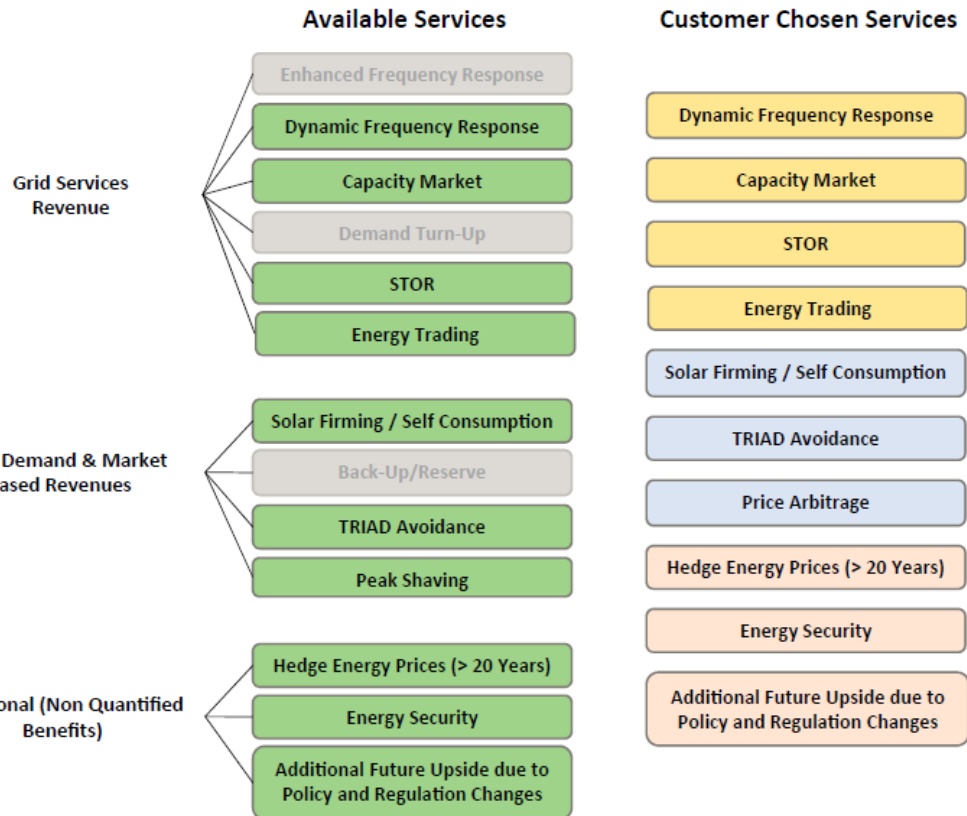 Available Services
Customer Chosen Services
Grid Services
Revenue
Enhanced Frequency Response
Dynamic Frequency Response
Capacity Market
Demand Turn-Up
STOR
Energy Trading
Demand & Market
Revenues
Solar Firming / Self Consumption
Back-Up/Reserve
TRIAD Avoidance
Peak Shaving
(Non Quantified
Benefits)
Hedge Energy Prices (> 20 Years)
Energy Security
Additional Future Upside due to
Policy and Regulation Changes
Dynamic Frequency Response
Capacity Market
STOR
Energy Trading
Solar Firming / Self Consumption
TRIAD Avoidance
Price Arbitrage
Hedge Energy Prices (> 20 Years)
Energy Security
Additional Future Upside due to
Policy and Regulation Changes